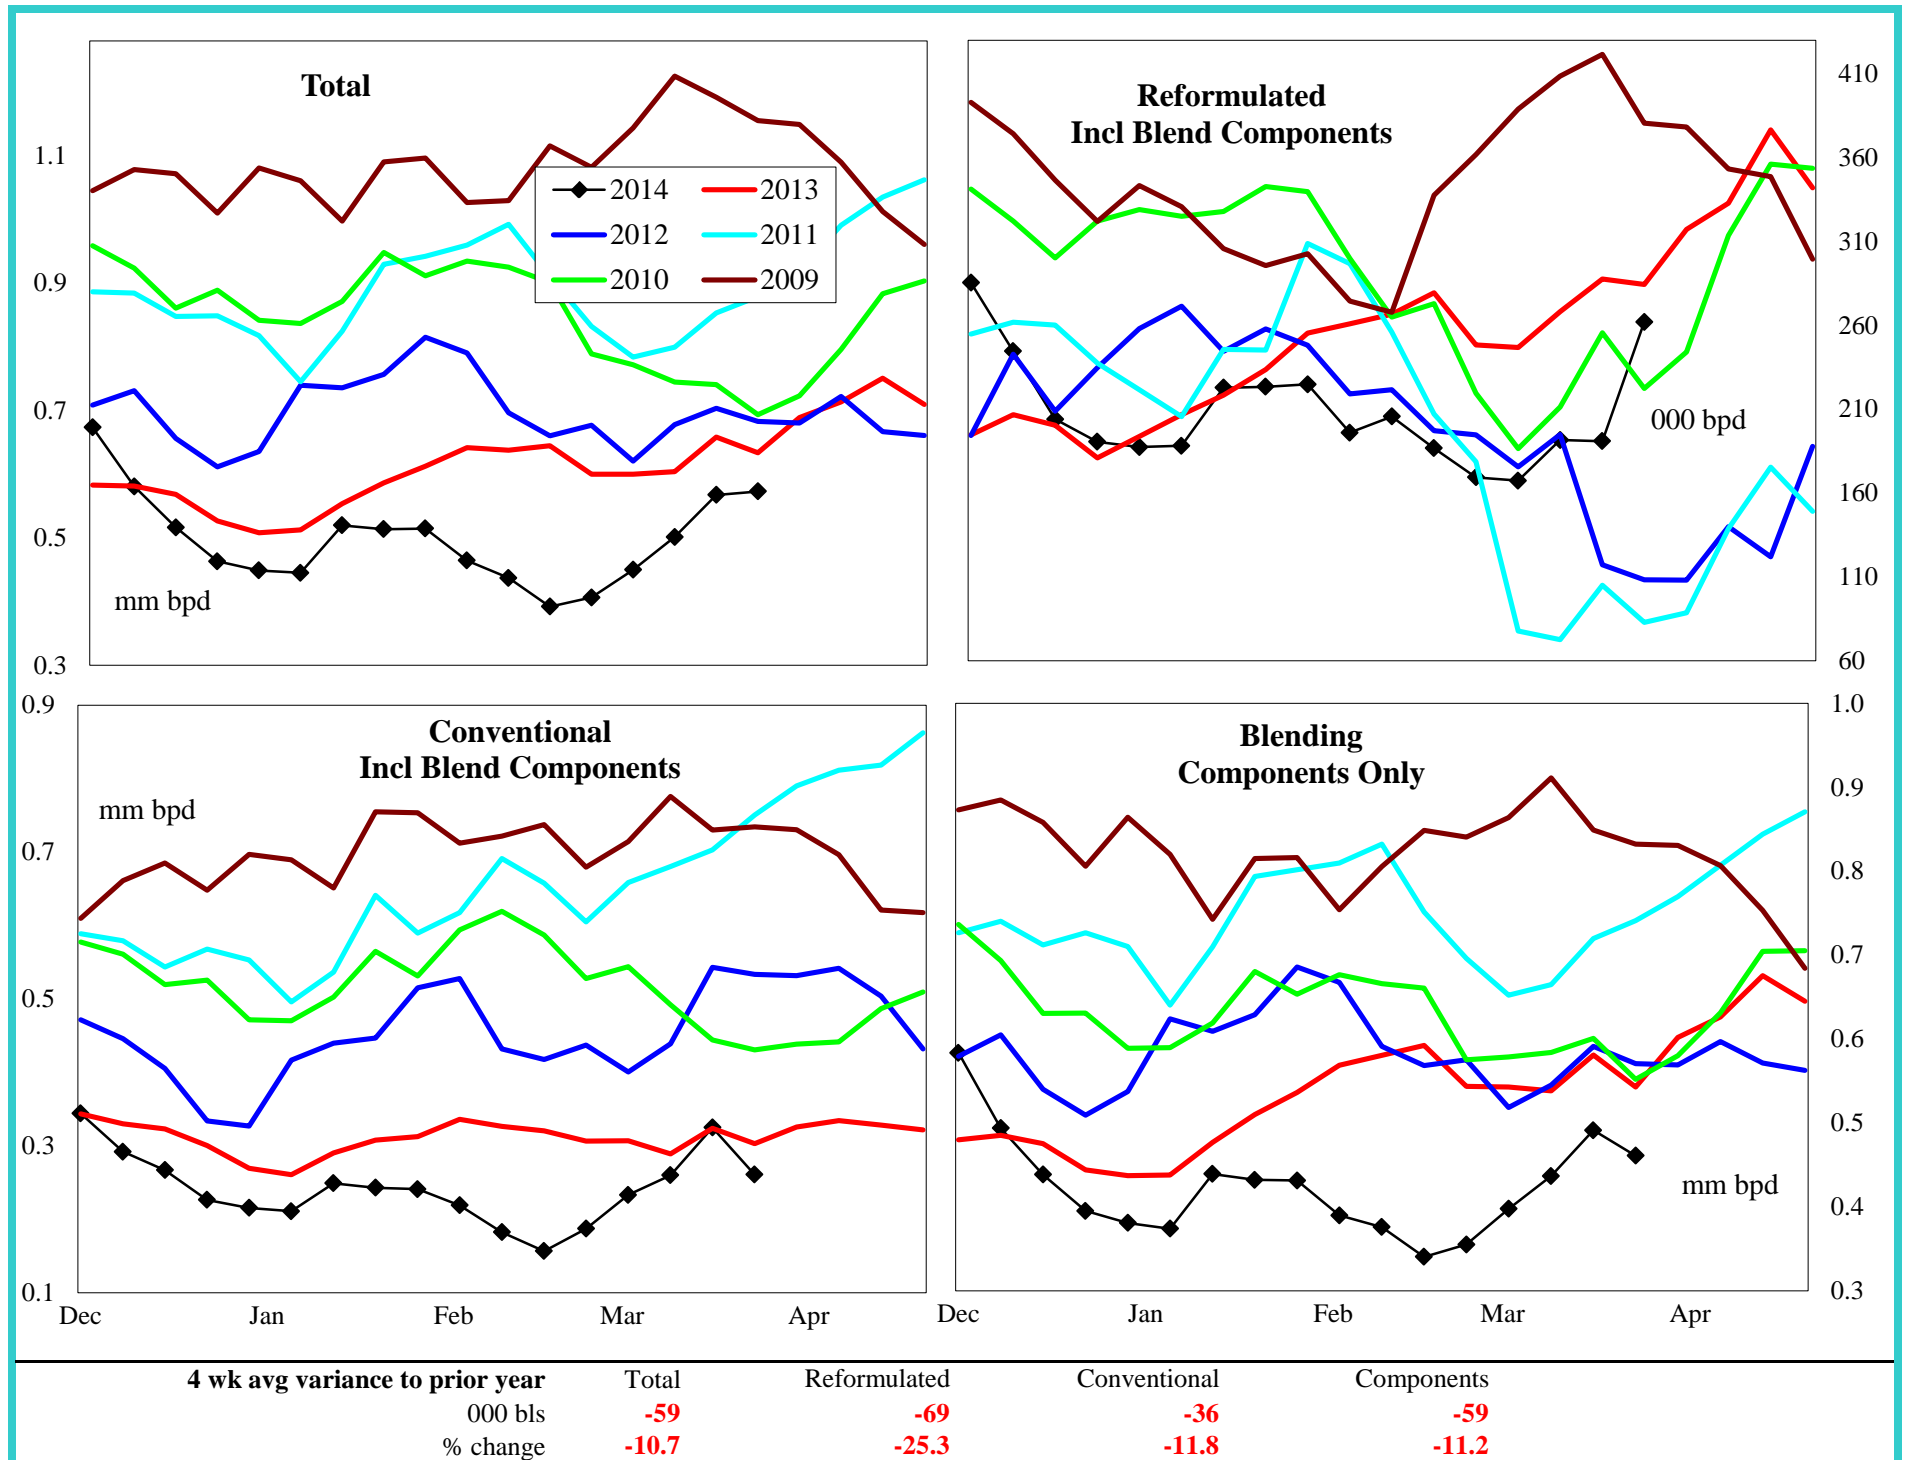 Total
1.1
0.9
0.7
0.5
0.3
mm bpd
2014
2013
2012
2011
2010
2009
Reformulated
Incl Blend Components
410
360
310
260
210
160
110
60
000 bpd
Conventional
Incl Blend Components
mm bpd
0.9
0.7
0.5
0.3
0.1
Dec Jan Feb Mar Apr
Blending
Components Only
mm bpd
1.0
0.9
0.8
0.7
0.6
0.5
0.4
0.3
Dec Jan Feb Mar Apr
4 wk avg variance to prior year Total Reformulated Conventional Components
000 bls -59 -69 -36 -59
% change -10.7 -25.3 -11.8 -11.2